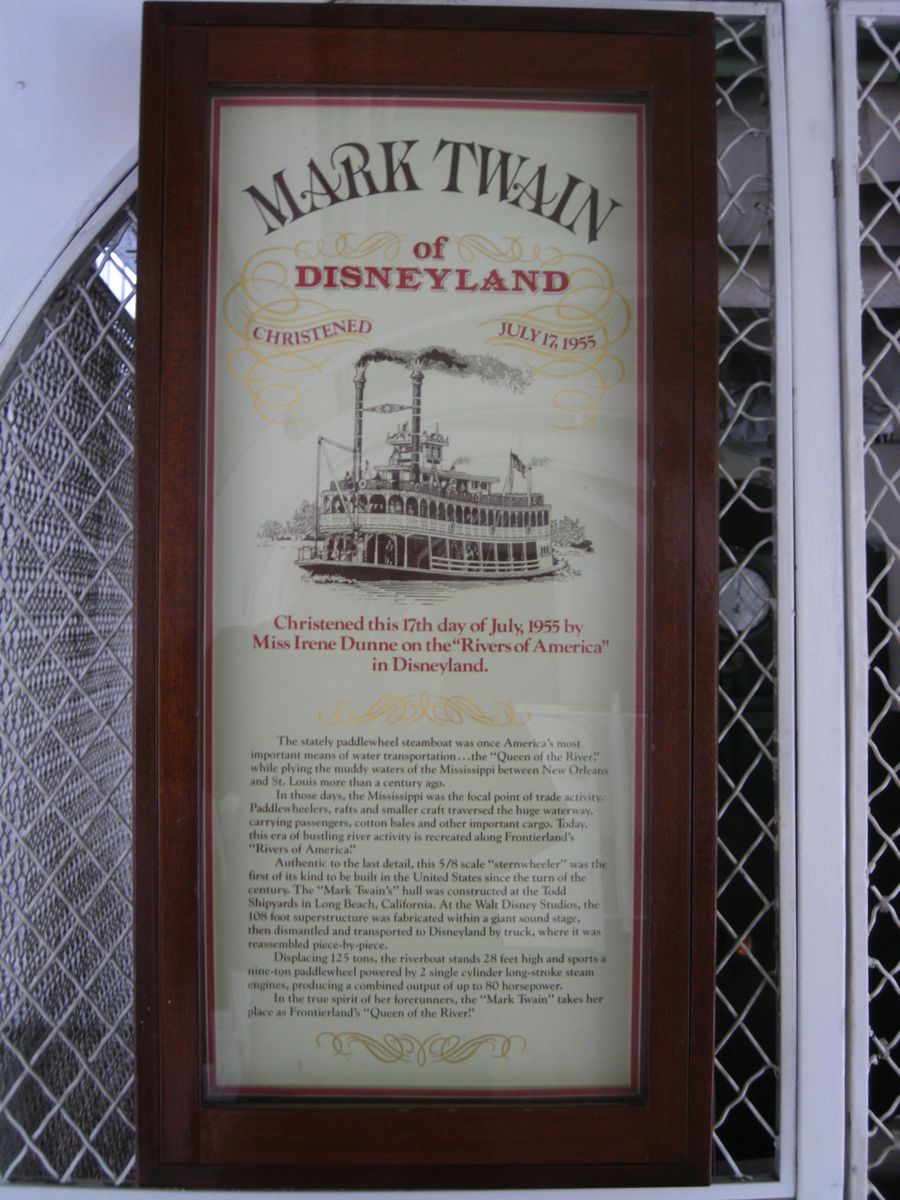 MARK TWAIN
of
DISNEYLAND
CHRISTENED JULY 17, 1955
Christened this 17th day of July, 1955 by
Miss Irene Dunne on the "Rivers of America"
in Disneyland.
The stately paddlewheel steamboat was once America's most
important means of water transportation...the "Queen of the River,"
while plying the muddy waters of the Mississippi between New Orleans
and St. Louis more than a century ago.
In those days, the Mississippi was the focal point of trade activity.
Paddlewheelers, rafts and smaller craft traversed the huge waterway,
carrying passengers, cotton bales and other important cargo. Today,
this era of bustling river activity is recreated along Frontierland's
"Rivers of America."
Authentic to the last detail, this 5/8 scale "sternwheeler" was the
first of its kind to be built in the United States since the turn of the
century. The "Mark Twain's" hull was constructed at the Todd
Shipyards in Long Beach, California. At the Walt Disney Studios, the
108 foot superstructure was fabricated within a giant sound stage,
then dismantled and transported to Disneyland by truck, where it was
reassembled piece-by-piece.
Displacing 125 tons, the riverboat stands 28 feet high and sports a
nine-ton paddlewheel powered by 2 single cylinder long-stroke steam
engines, producing a combined output of up to 80 horsepower.
In the true spirit of her forerunners, the "Mark Twain" takes her
place as Frontierland's "Queen of the River."